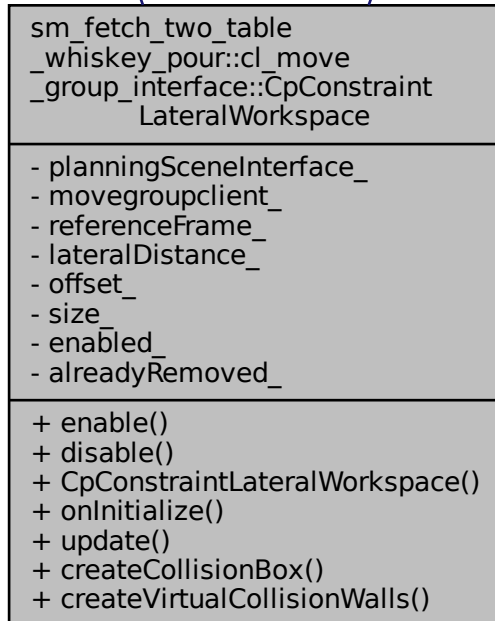 sm_fetch_two_table
_whiskey_pour::cl_move
_group_interface::CpConstraint
LateralWorkspace
- planningSceneInterface_
- movegroupclient_
- referenceFrame_
- lateralDistance_
- offset_
- size_
- enabled_
- alreadyRemoved_
+ enable()
+ disable()
+ CpConstraintLateralWorkspace()
+ onInitialize()
+ update()
+ createCollisionBox()
+ createVirtualCollisionWalls()